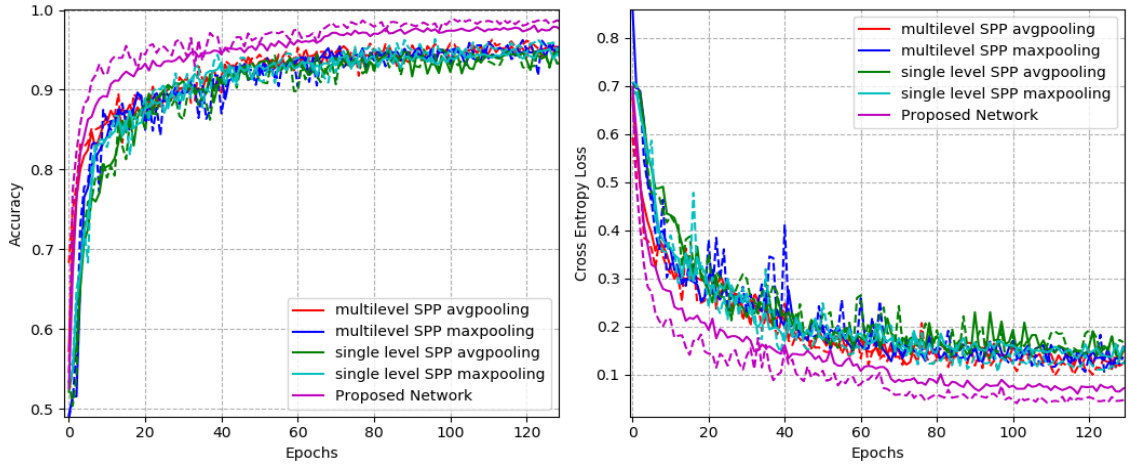 1.0
0.9
0.8
0.7
0.6
0.5
Accuracy
0 20 40 60 80 100 120
Epochs
multilevel SPP avgpooling
multilevel SPP maxpooling
single level SPP avgpooling
single level SPP maxpooling
Proposed Network
0.8
0.7
0.6
0.5
0.4
0.3
0.2
0.1
Cross Entropy Loss
0 20 40 60 80 100 120
Epochs
multilevel SPP avgpooling
multilevel SPP maxpooling
single level SPP avgpooling
single level SPP maxpooling
Proposed Network